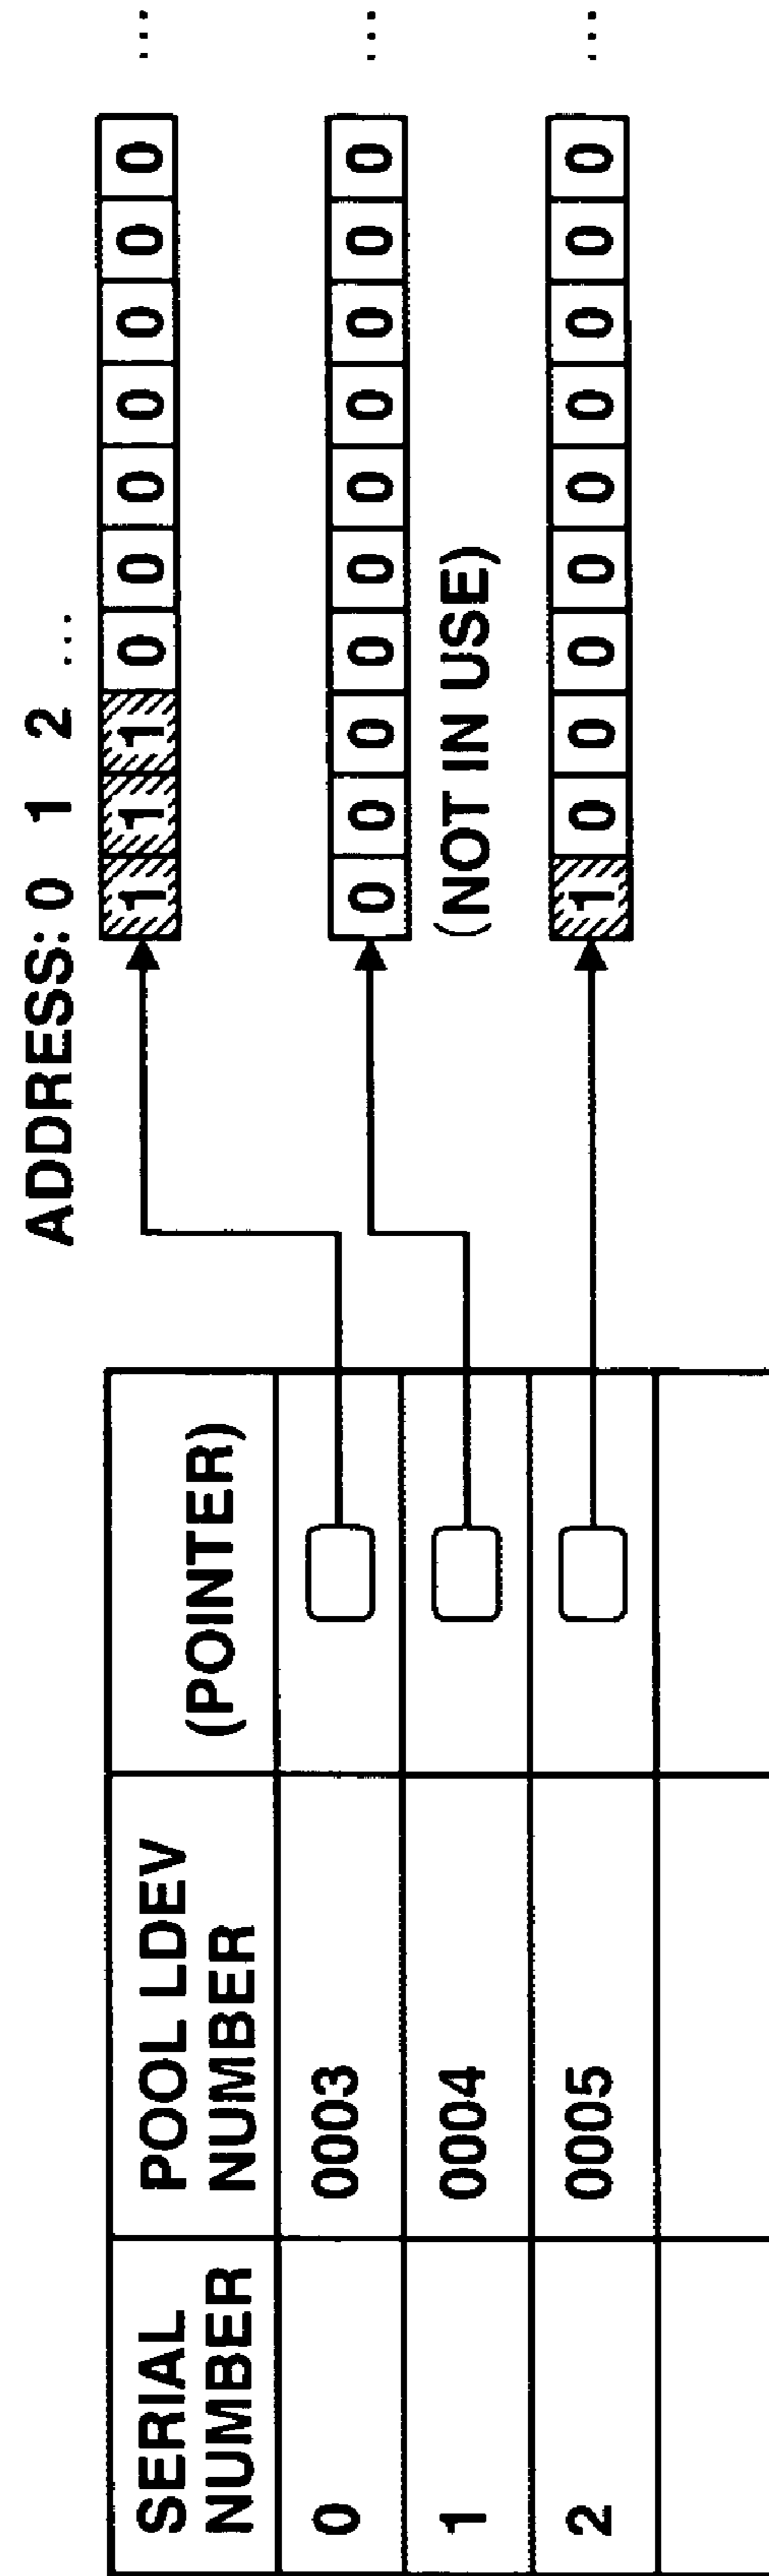 ADDRESS: 0 1 2 ...
SERIAL NUMBER POOL LDEV NUMBER (POINTER)
1 1 1 0 0 0 0 0 0 0 ...
0 0003
0 0 0 0 0 0 0 0 0 0 ...
(NOT IN USE)
1 0004
1 0 0 0 0 0 0 0 0 0 ...
2 0005